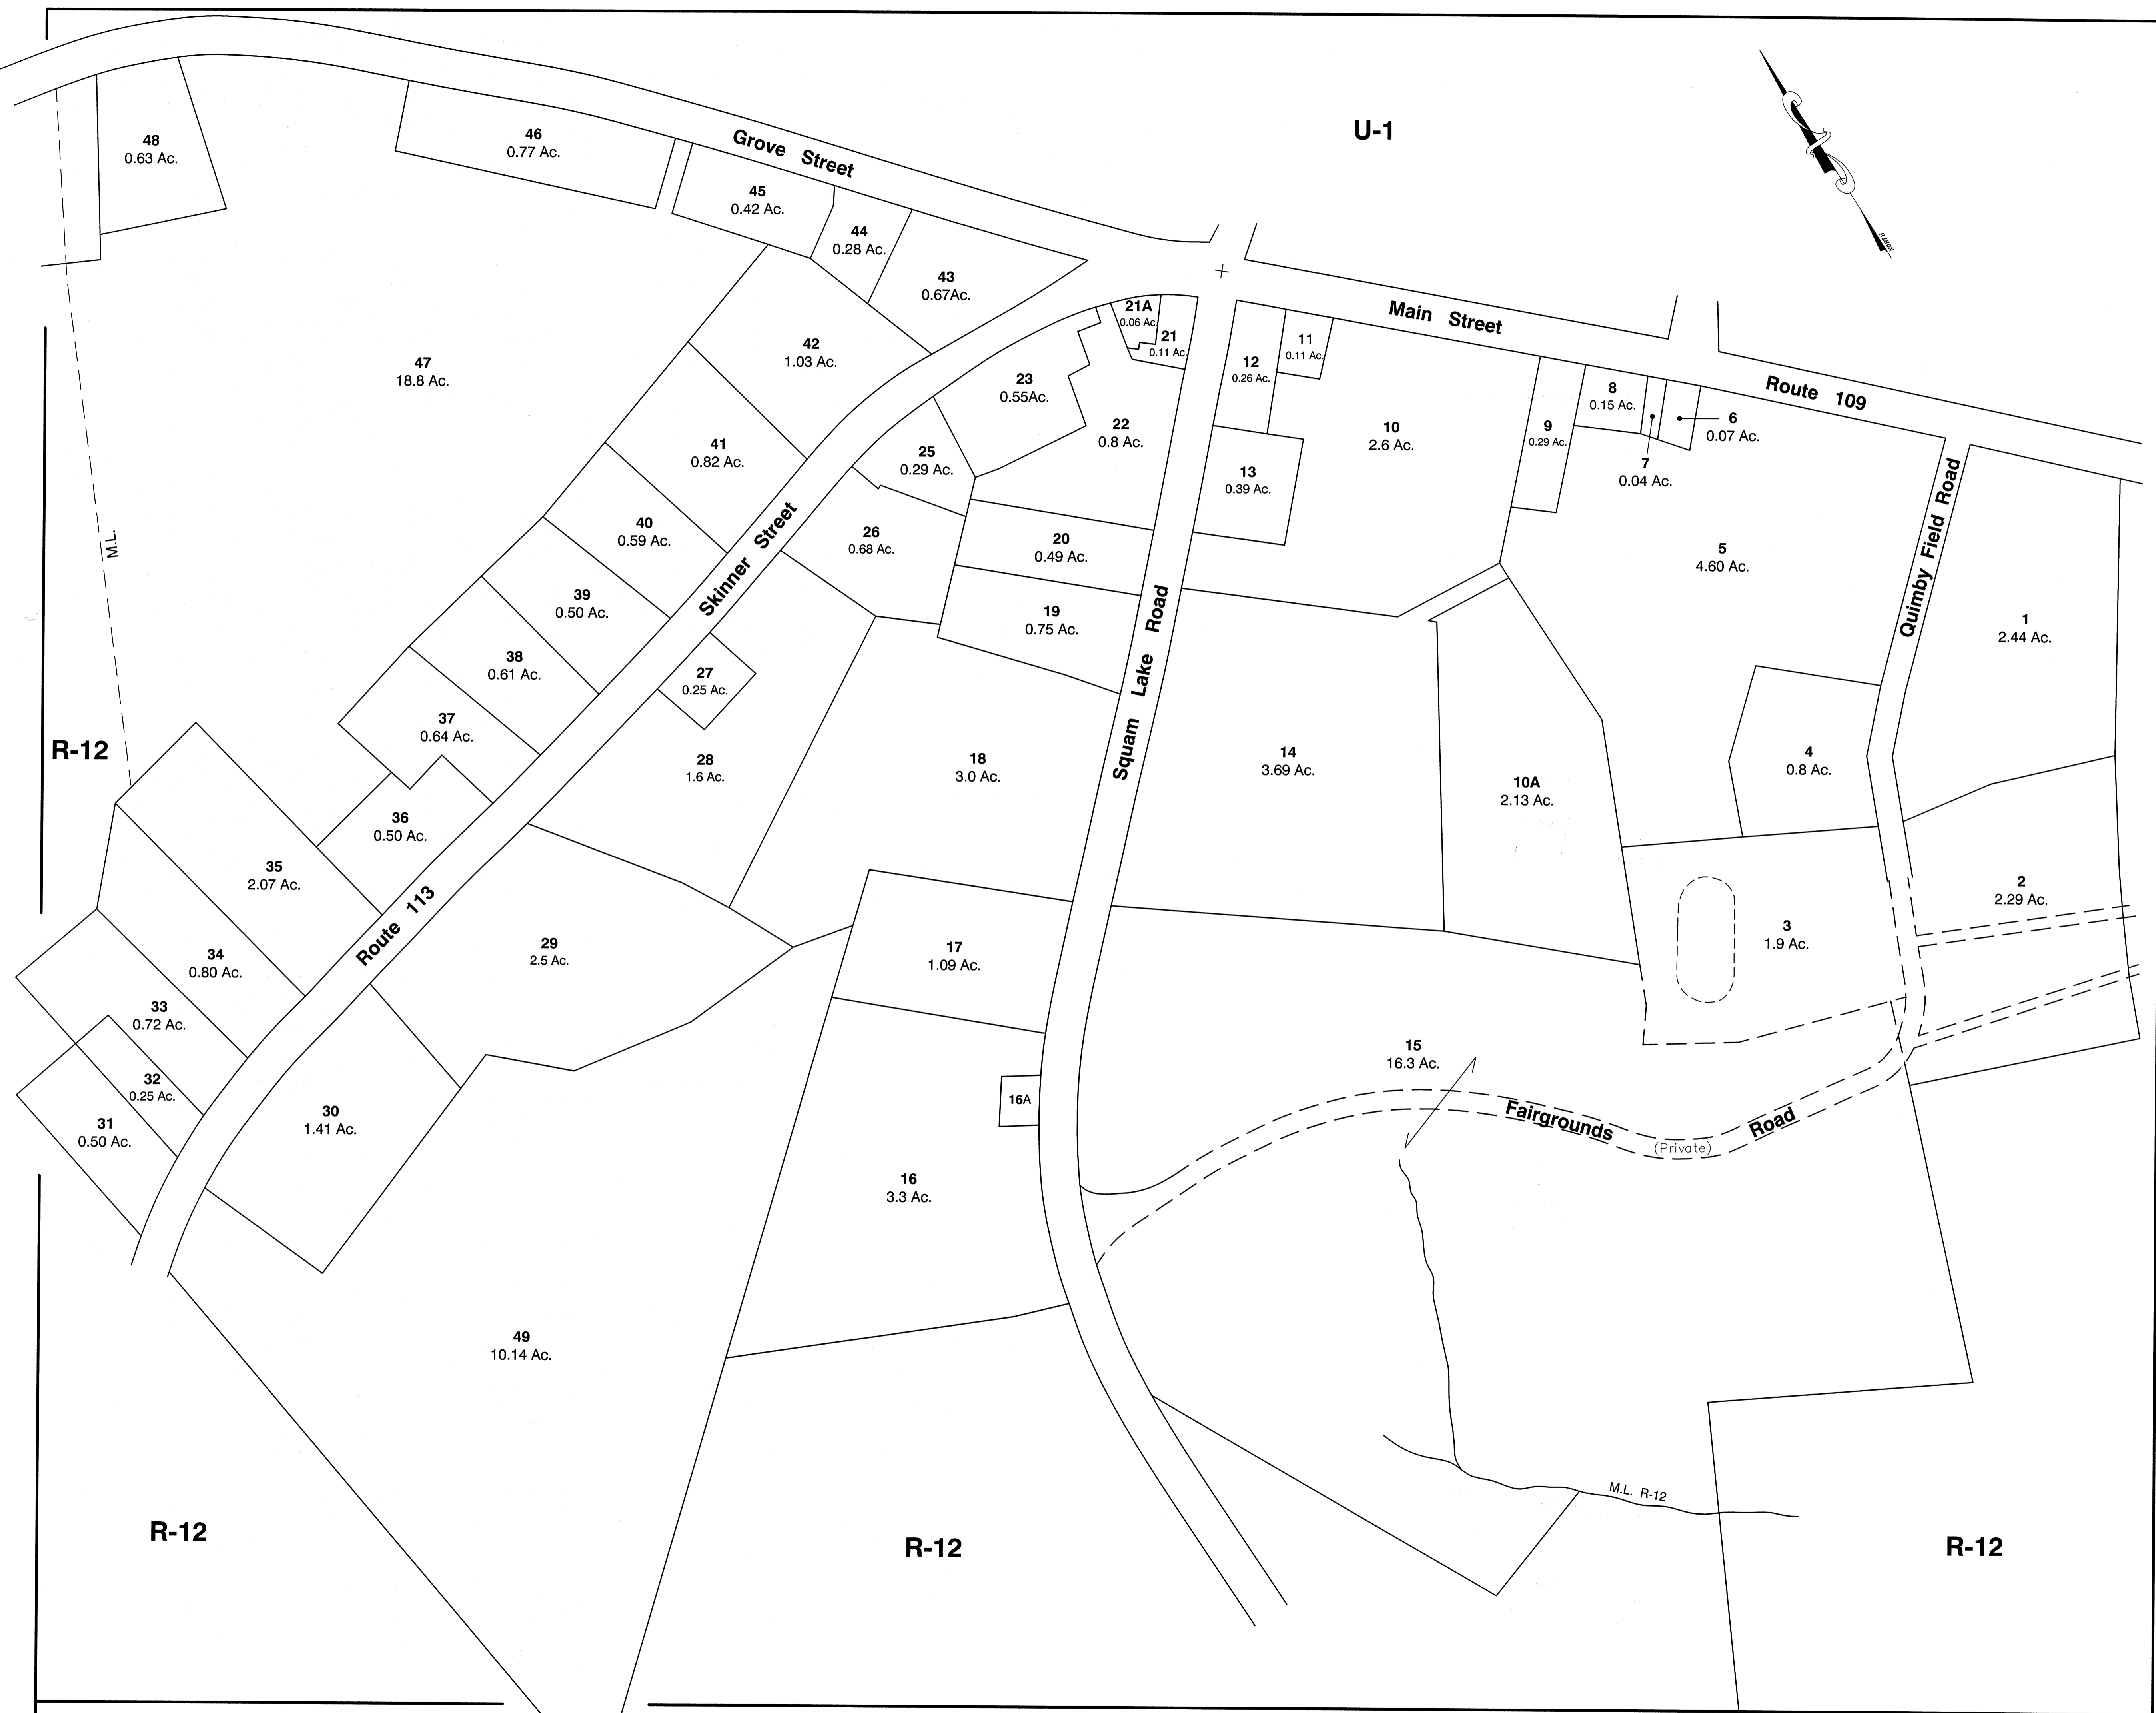 U-1
48
0.63 Ac.
46
0.77 Ac.
Grove Street
45
0.42 Ac.
44
0.28 Ac.
43
0.67Ac.
NORTH
47
18.8 Ac.
42
1.03 Ac.
21A
0.06 Ac.
21
0.11 Ac.
Main Street
12
0.26 Ac.
11
0.11 Ac.
Route 109
23
0.55Ac.
22
0.8 Ac.
10
2.6 Ac.
9
0.29 Ac.
8
0.15 Ac.
6
0.07 Ac.
7
0.04 Ac.
41
0.82 Ac.
25
0.29 Ac.
13
0.39 Ac.
40
0.59 Ac.
Skinner Street
26
0.68 Ac.
20
0.49 Ac.
5
4.60 Ac.
Quimby Field Road
1
2.44 Ac.
M.L.
39
0.50 Ac.
19
0.75 Ac.
Squam Lake Road
38
0.61 Ac.
27
0.25 Ac.
37
0.64 Ac.
R-12
28
1.6 Ac.
18
3.0 Ac.
14
3.69 Ac.
10A
2.13 Ac.
4
0.8 Ac.
36
0.50 Ac.
35
2.07 Ac.
Route 113
2
2.29 Ac.
3
1.9 Ac.
34
0.80 Ac.
29
2.5 Ac.
17
1.09 Ac.
33
0.72 Ac.
15
16.3 Ac.
32
0.25 Ac.
31
0.50 Ac.
30
1.41 Ac.
16A
Fairgrounds Road
(Private)
16
3.3 Ac.
49
10.14 Ac.
M.L. R-12
R-12
R-12
R-12